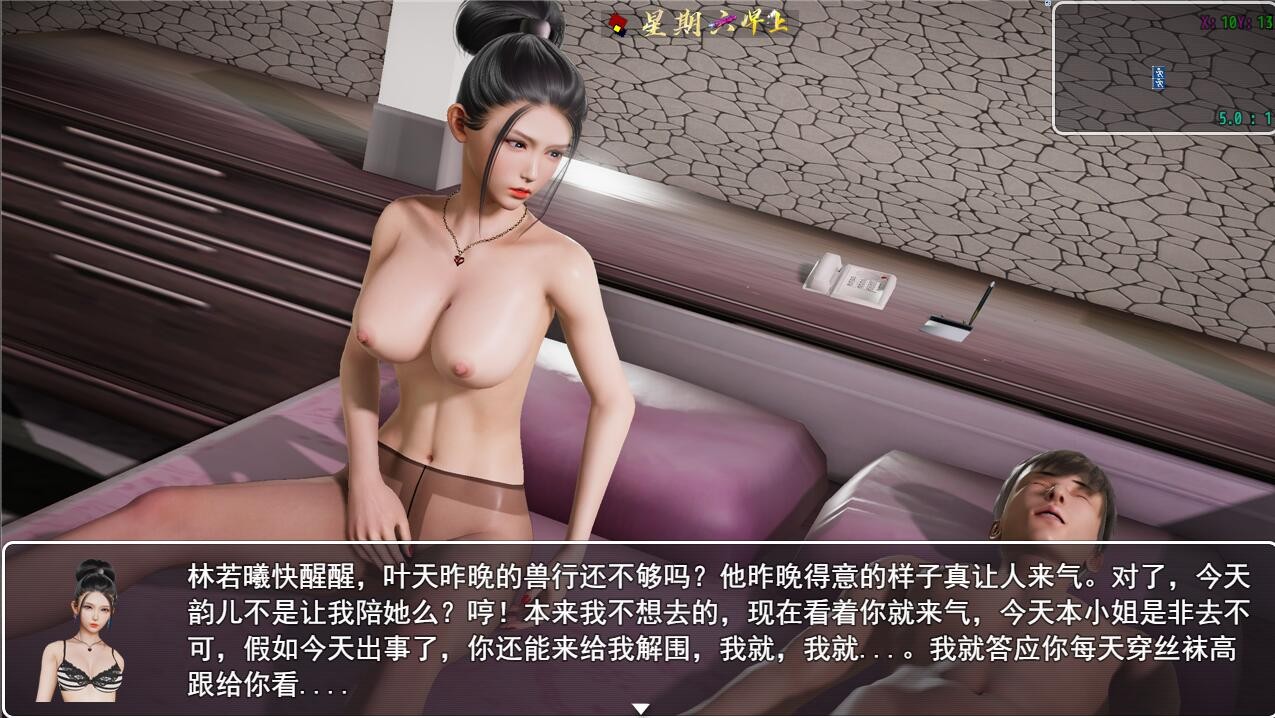 星期六早上
X: 10Y: 13
5.0 : 1
林若曦快醒醒，叶天昨晚的兽行还不够吗？他昨晚得意的样子真让人来气。对了，今天
韵儿不是让我陪她么？哼！本来我不想去的，现在看着你就来气，今天本小姐是非去不
可，假如今天出事了，你还能来给我解围，我就，我就...。我就答应你每天穿丝袜高
跟给你看....